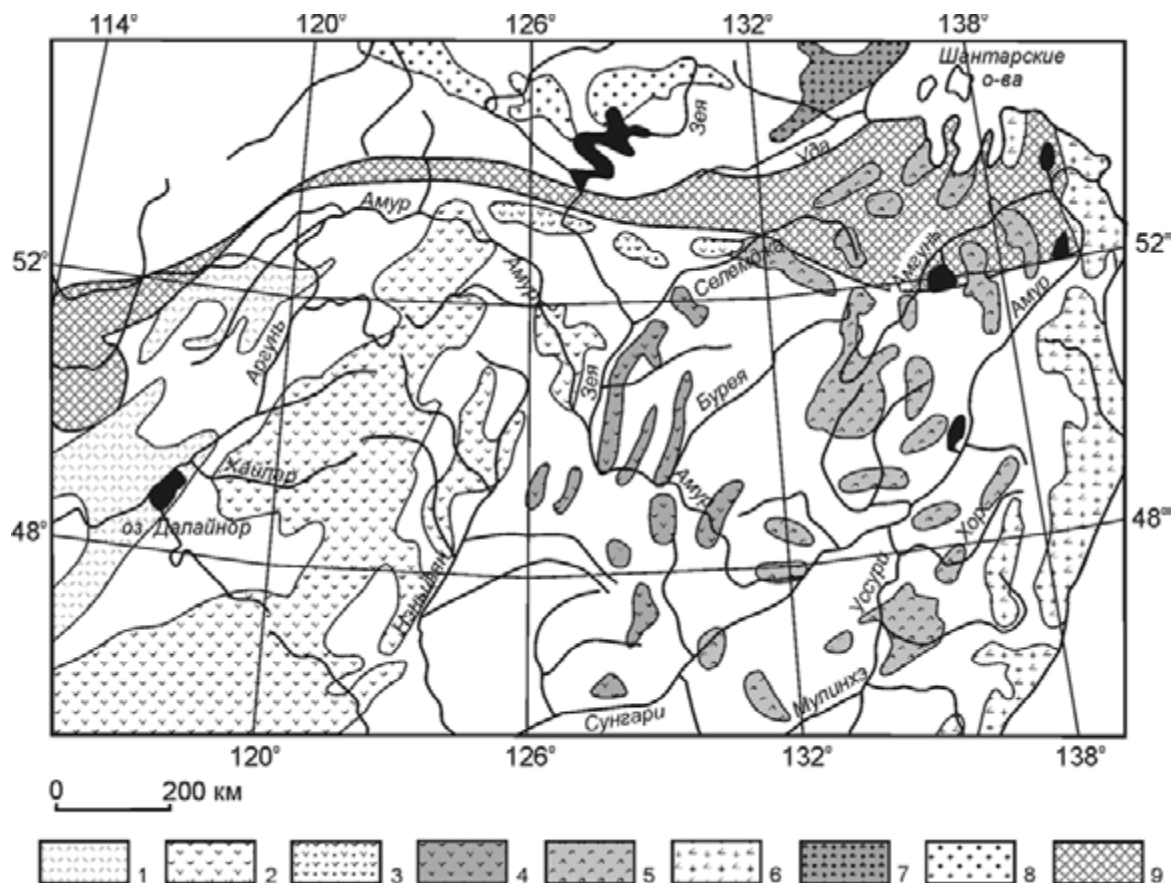 114° 120° 126° 132° 138°
Шантарские
о-ва
Зея
Уда
Амур
52° 52°
Селемджа
Амгунь
Амур
Амур
Аргунь
Зея
Бурея
Хайлар
Амур
оз. Далайнор
48° 48°
Хор
Уссури
Нэньцзян
Мулинхэ
Сунгари
120° 126° 132° 138°
0 200 км
1 2 3 4 5 6 7 8 9